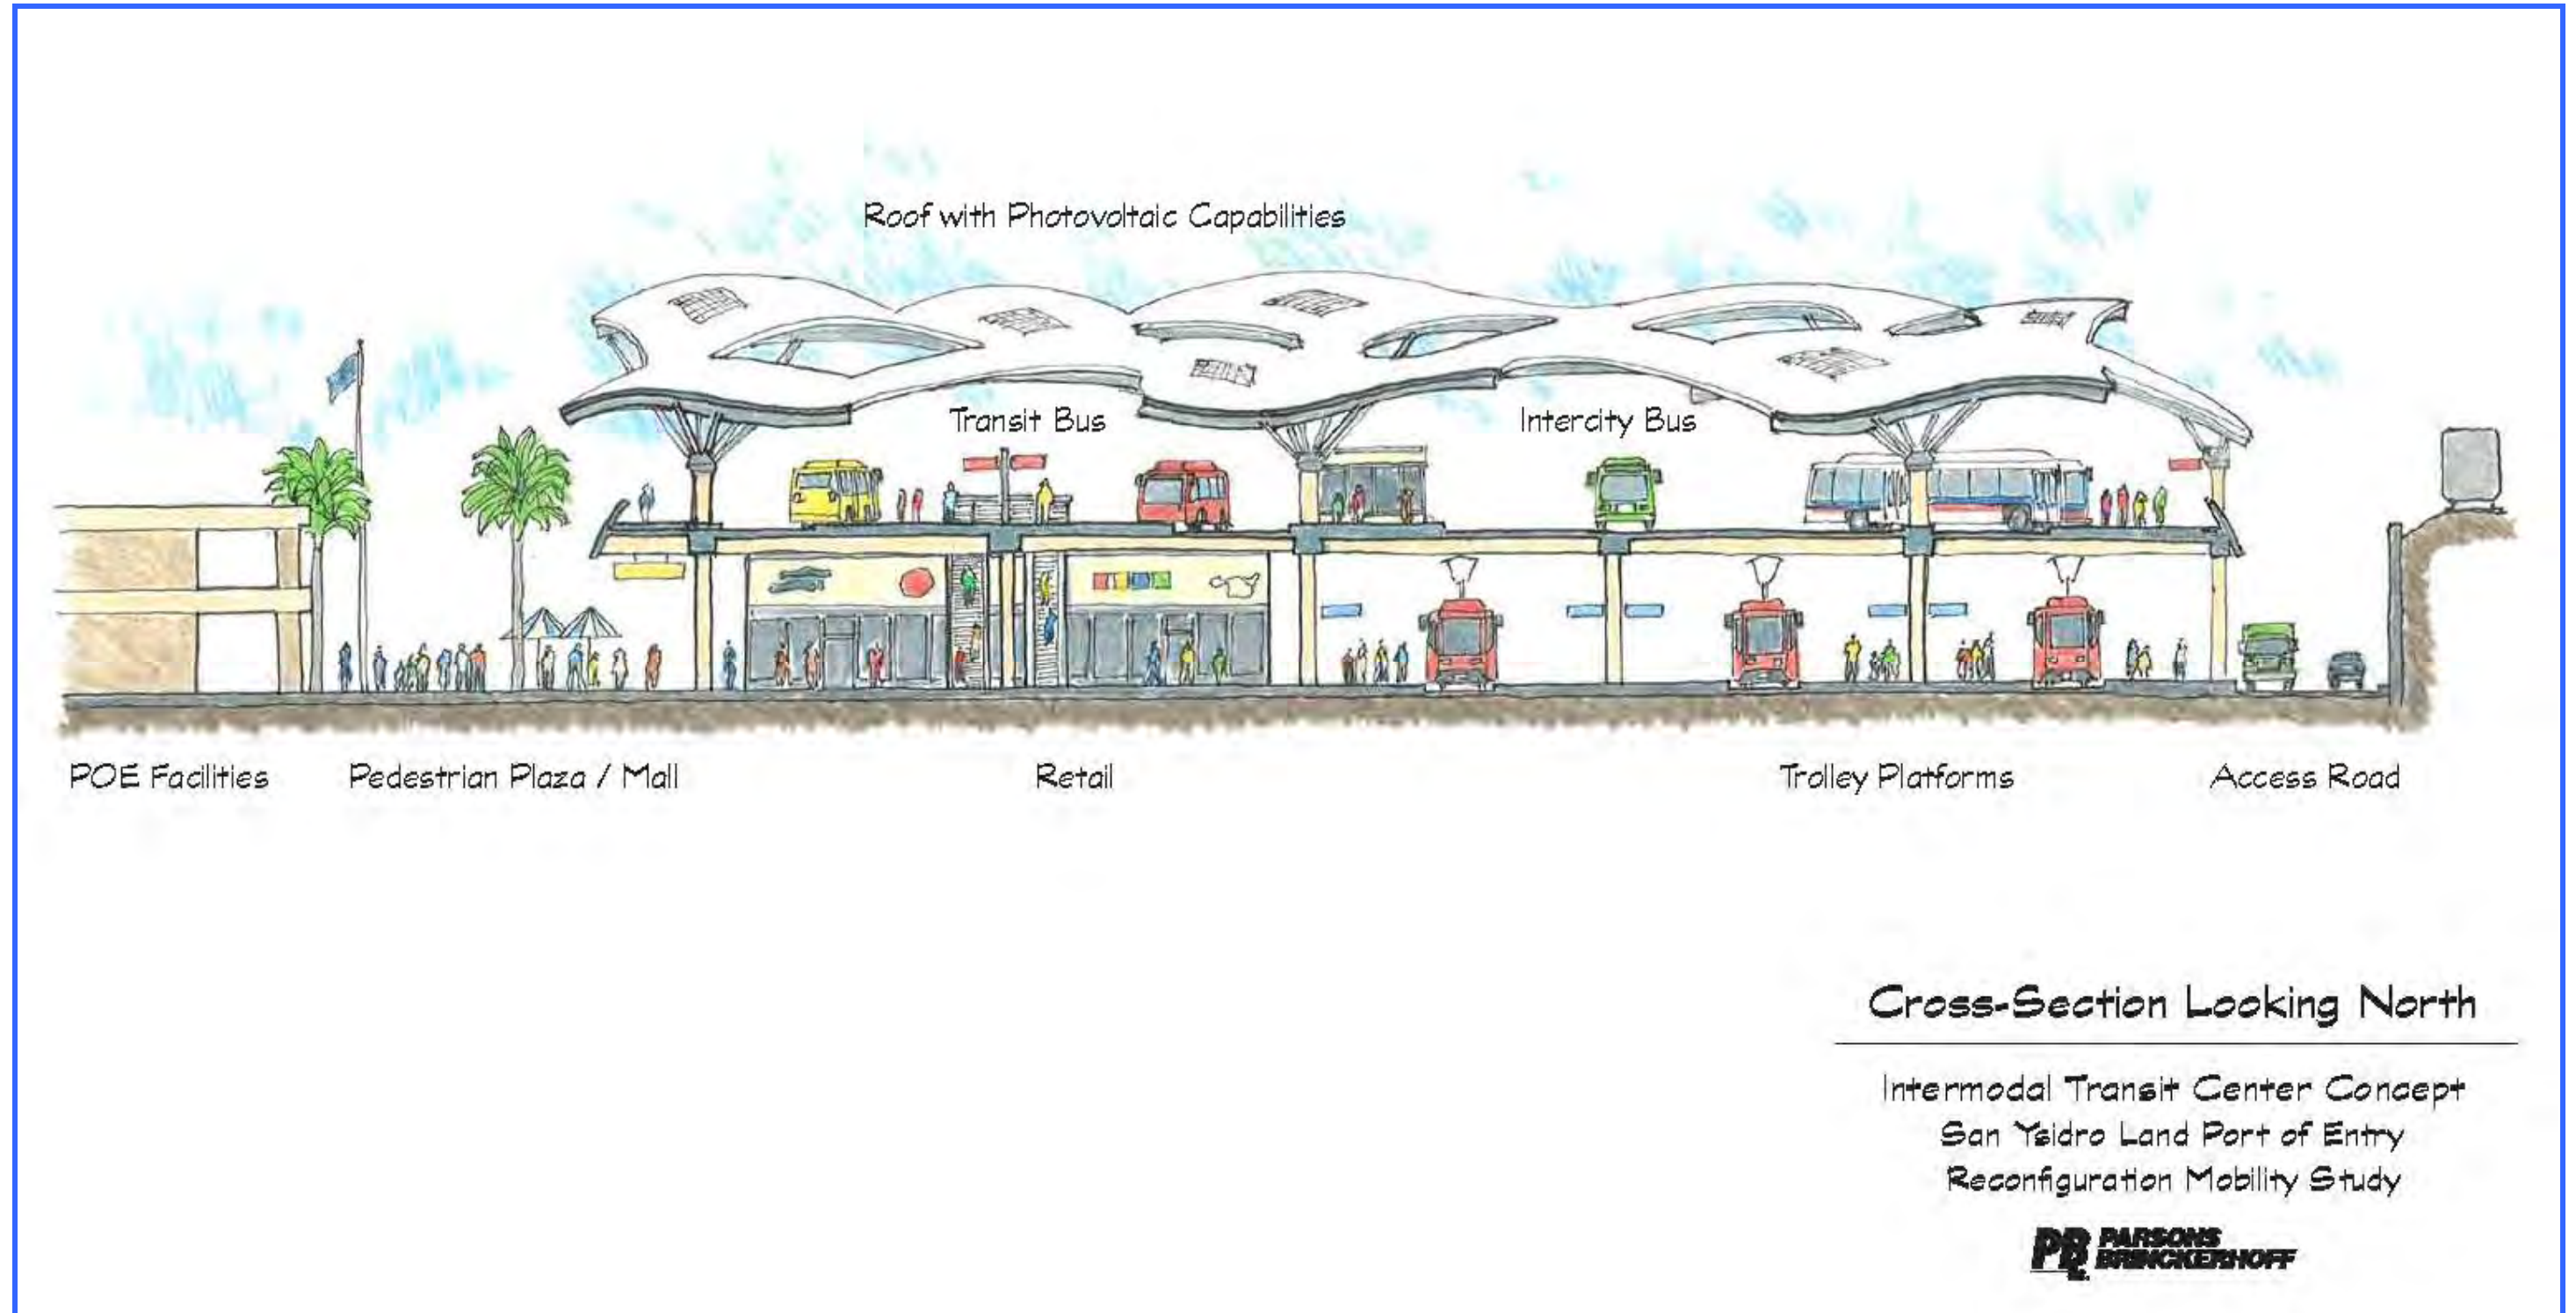 Roof with Photovoltaic Capabilities
Transit Bus
Intercity Bus
POE Facilities
Pedestrian Plaza / Mall
Retail
Trolley Platforms
Access Road
Cross-Section Looking North
Intermodal Transit Center Concept
San Ysidro Land Port of Entry
Reconfiguration Mobility Study
PB PARSONS
BRINCKERHOFF